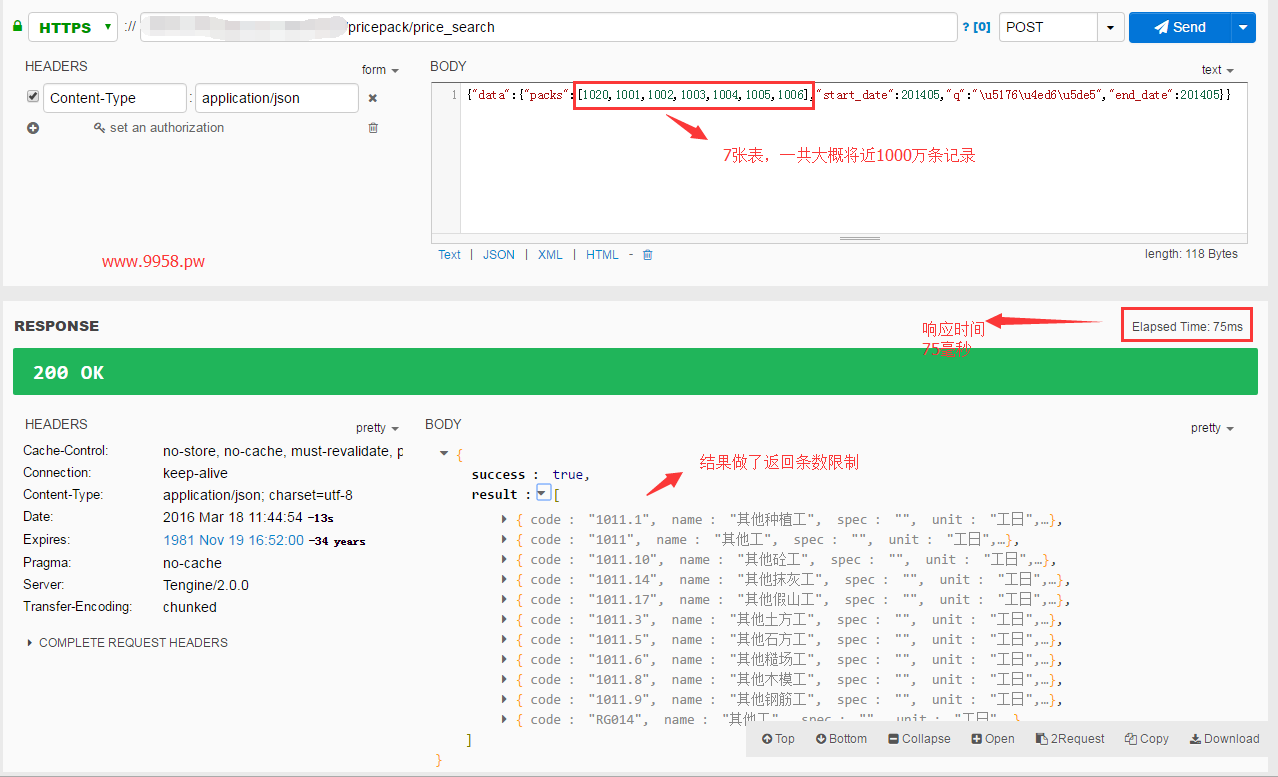 HTTPS :// /pricepack/price_search ? [0] POST Send
HEADERS form
Content-Type : application/json
set an authorization
BODY text
1 {"data":{"packs":[1020,1001,1002,1003,1004,1005,1006],"start_date":201405,"q":"\u5176\u4ed6\u5de5","end_date":201405}}
7张表，一共大概将近1000万条记录
Text | JSON | XML | HTML - length: 118 Bytes
www.9958.pw
RESPONSE
响应时间
75毫秒
Elapsed Time: 75ms
200 OK
HEADERS pretty
Cache-Control: no-store, no-cache, must-revalidate, p
Connection: keep-alive
Content-Type: application/json; charset=utf-8
Date: 2016 Mar 18 11:44:54 -13s
Expires: 1981 Nov 19 16:52:00 -34 years
Pragma: no-cache
Server: Tengine/2.0.0
Transfer-Encoding: chunked
COMPLETE REQUEST HEADERS
BODY pretty
{
success : true,
结果做了返回条数限制
result : [
{ code : "1011.1", name : "其他种植工", spec : "", unit : "工日",…},
{ code : "1011", name : "其他工", spec : "", unit : "工日",…},
{ code : "1011.10", name : "其他砼工", spec : "", unit : "工日",…},
{ code : "1011.14", name : "其他抹灰工", spec : "", unit : "工日",…},
{ code : "1011.17", name : "其他假山工", spec : "", unit : "工日",…},
{ code : "1011.3", name : "其他土方工", spec : "", unit : "工日",…},
{ code : "1011.5", name : "其他石方工", spec : "", unit : "工日",…},
{ code : "1011.6", name : "其他糙场工", spec : "", unit : "工日",…},
{ code : "1011.8", name : "其他木模工", spec : "", unit : "工日",…},
{ code : "1011.9", name : "其他钢筋工", spec : "", unit : "工日",…},
{ code : "RG014", name : "其他工", spec : "", unit : "工日",…}
]
}
Top Bottom Collapse Open 2Request Copy Download